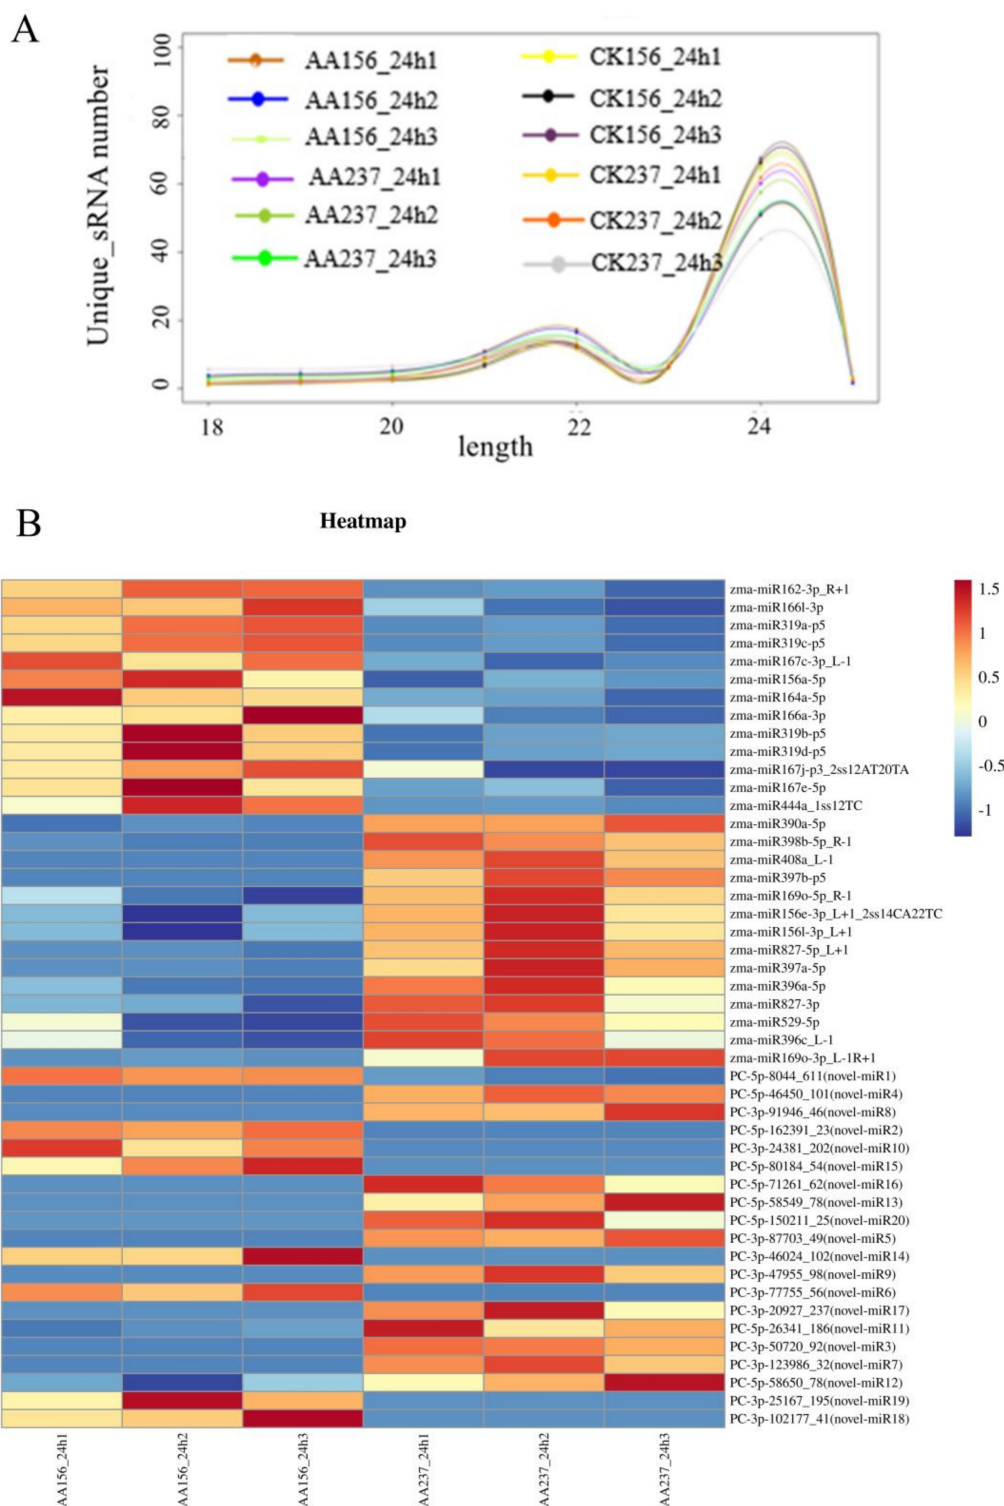 A
Unique_sRNA number
100
80
60
40
20
0
AA156_24h1
AA156_24h2
AA156_24h3
AA237_24h1
AA237_24h2
AA237_24h3
CK156_24h1
CK156_24h2
CK156_24h3
CK237_24h1
CK237_24h2
CK237_24h3
18
20
22
24
length
B
Heatmap
zma-miR162-3p_R+1
zma-miR166l-3p
zma-miR319a-p5
zma-miR319c-p5
zma-miR167c-3p_L-1
zma-miR156a-5p
zma-miR164a-5p
zma-miR166a-3p
zma-miR319b-p5
zma-miR319d-p5
zma-miR167j-p3_2ss12AT20TA
zma-miR167e-5p
zma-miR444a_1ss12TC
zma-miR390a-5p
zma-miR398b-5p_R-1
zma-miR408a_L-1
zma-miR397b-p5
zma-miR169o-5p_R-1
zma-miR156e-3p_L+1_2ss14CA22TC
zma-miR156l-3p_L+1
zma-miR827-5p_L+1
zma-miR397a-5p
zma-miR396a-5p
zma-miR827-3p
zma-miR529-5p
zma-miR396c_L-1
zma-miR169o-3p_L-1R+1
PC-5p-8044_611(novel-miR1)
PC-5p-46450_101(novel-miR4)
PC-3p-91946_46(novel-miR8)
PC-5p-162391_23(novel-miR2)
PC-3p-24381_202(novel-miR10)
PC-5p-80184_54(novel-miR15)
PC-5p-71261_62(novel-miR16)
PC-5p-58549_78(novel-miR13)
PC-5p-150211_25(novel-miR20)
PC-3p-87703_49(novel-miR5)
PC-3p-46024_102(novel-miR14)
PC-3p-47955_98(novel-miR9)
PC-3p-77755_56(novel-miR6)
PC-3p-20927_237(novel-miR17)
PC-5p-26341_186(novel-miR11)
PC-3p-50720_92(novel-miR3)
PC-3p-123986_32(novel-miR7)
PC-5p-58650_78(novel-miR12)
PC-3p-25167_195(novel-miR19)
PC-3p-102177_41(novel-miR18)
1.5
1
0.5
0
-0.5
-1
AA156_24h1
AA156_24h2
AA156_24h3
AA237_24h1
AA237_24h2
AA237_24h3